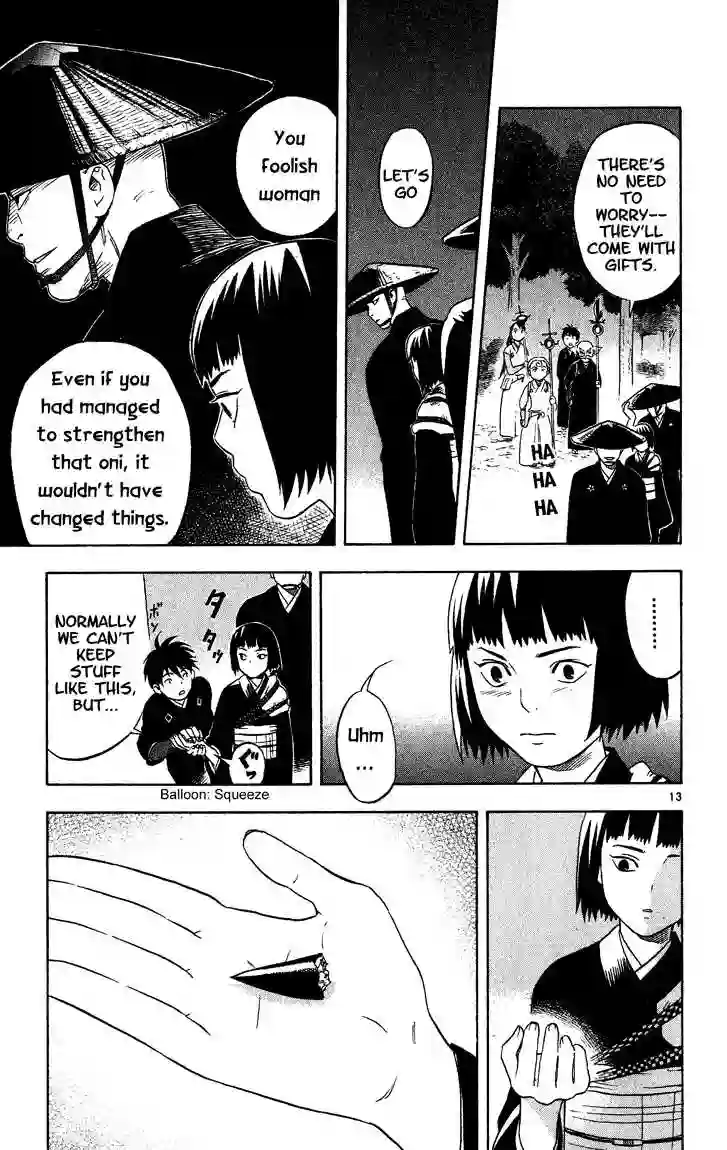 THERE'S
NO NEED
TO
WORRY--
THEY'LL
COME WITH
GIFTS.
HA
HA
HA
LET'S
GO
You
foolish
woman
Even if you
had managed
to strengthen
that oni, it
wouldn't have
changed things.
.........
Uhm
...
タ
タッ
ボソ
NORMALLY
WE CAN'T
KEEP
STUFF
LIKE THIS,
BUT...
ぐっ
Balloon: Squeeze
13